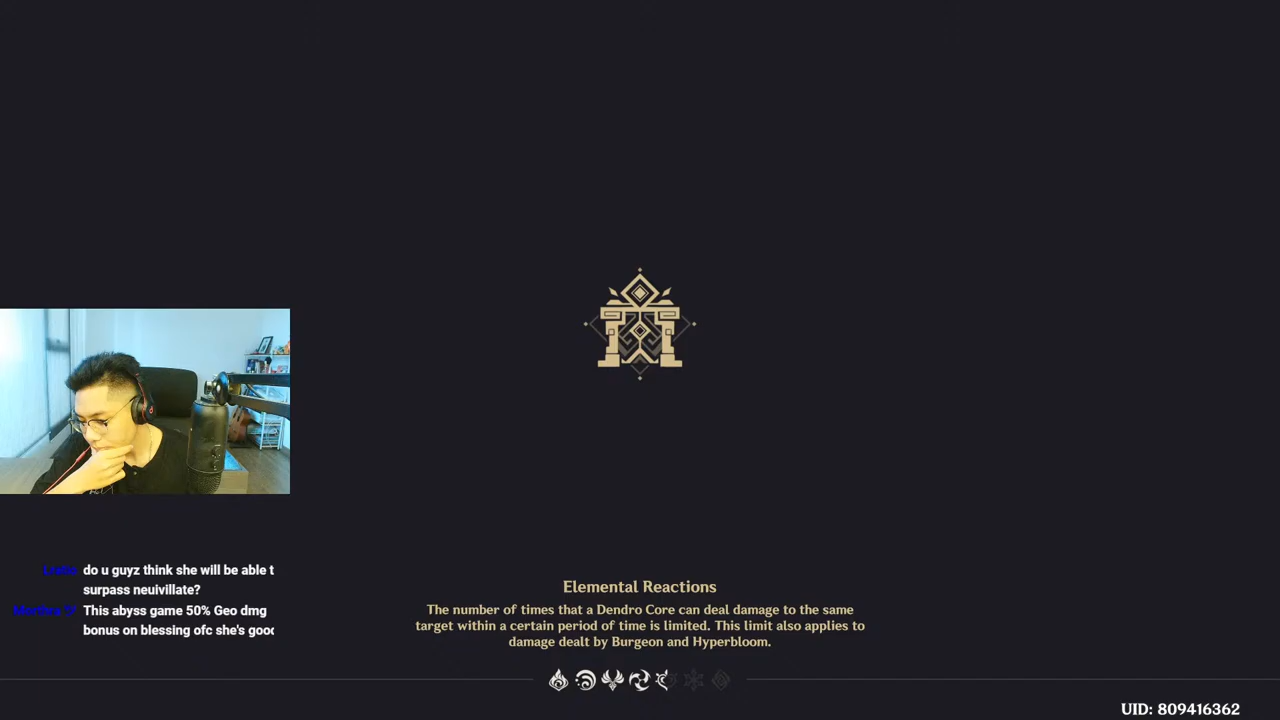 do u guyz think she will be able t
surpass neuivillate?
This abyss game 50% Geo dmg
bonus on blessing ofc she's good
Elemental Reactions
The number of times that a Dendro Core can deal damage to the same
target within a certain period of time is limited. This limit also applies to
damage dealt by Burgeon and Hyperbloom.
UID: 809416362